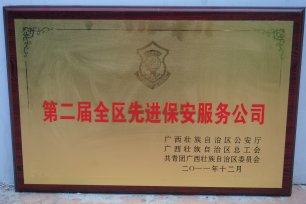 第二届全区先进保安服务公司
广西壮族自治区公安厅
广西壮族自治区总工会
共青团广西壮族自治区委员会
二〇一一年十二月